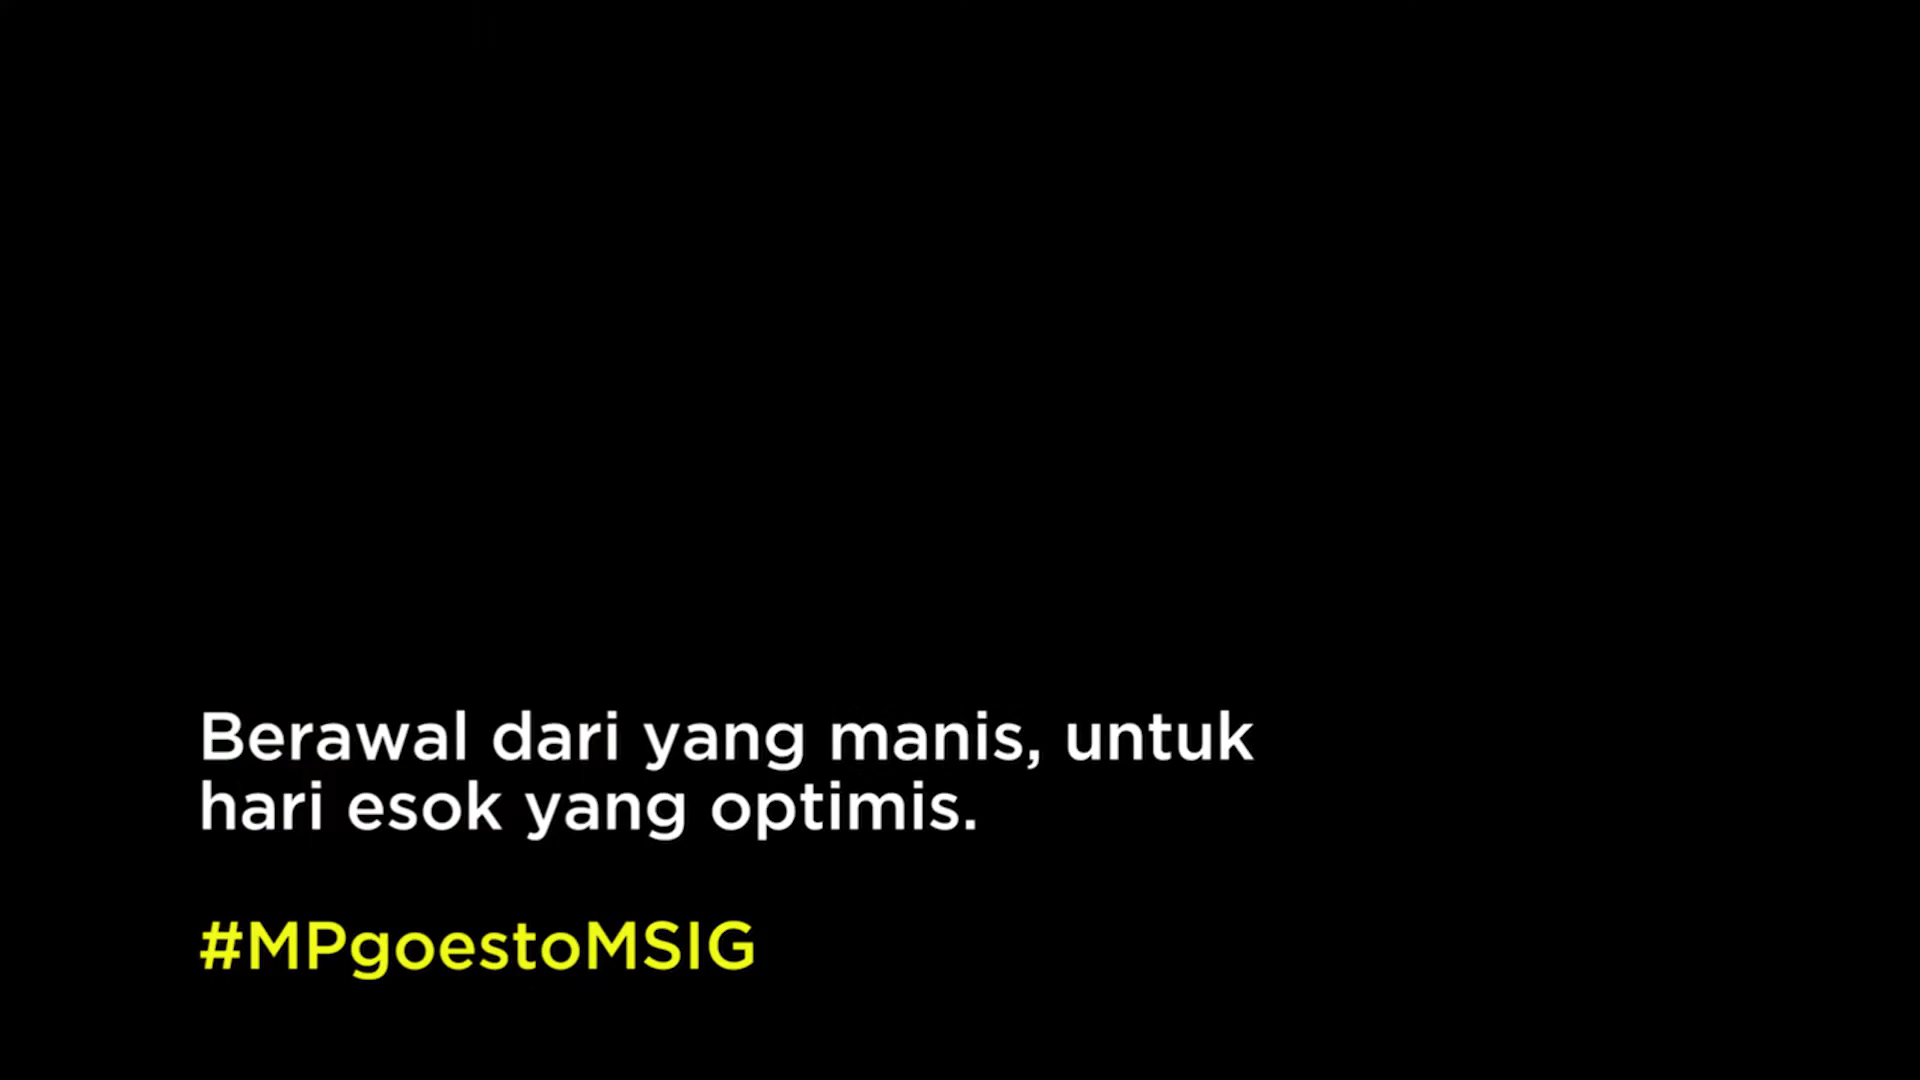 Berawal dari yang manis, untuk
hari esok yang optimis.
#MPgoestoMSIG